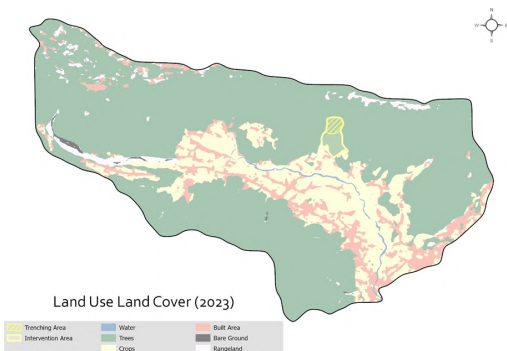 N
W E
S
Land Use Land Cover (2023)
Trenching Area Water Built Area
Intervention Area Trees Bare Ground
Crops Rangeland